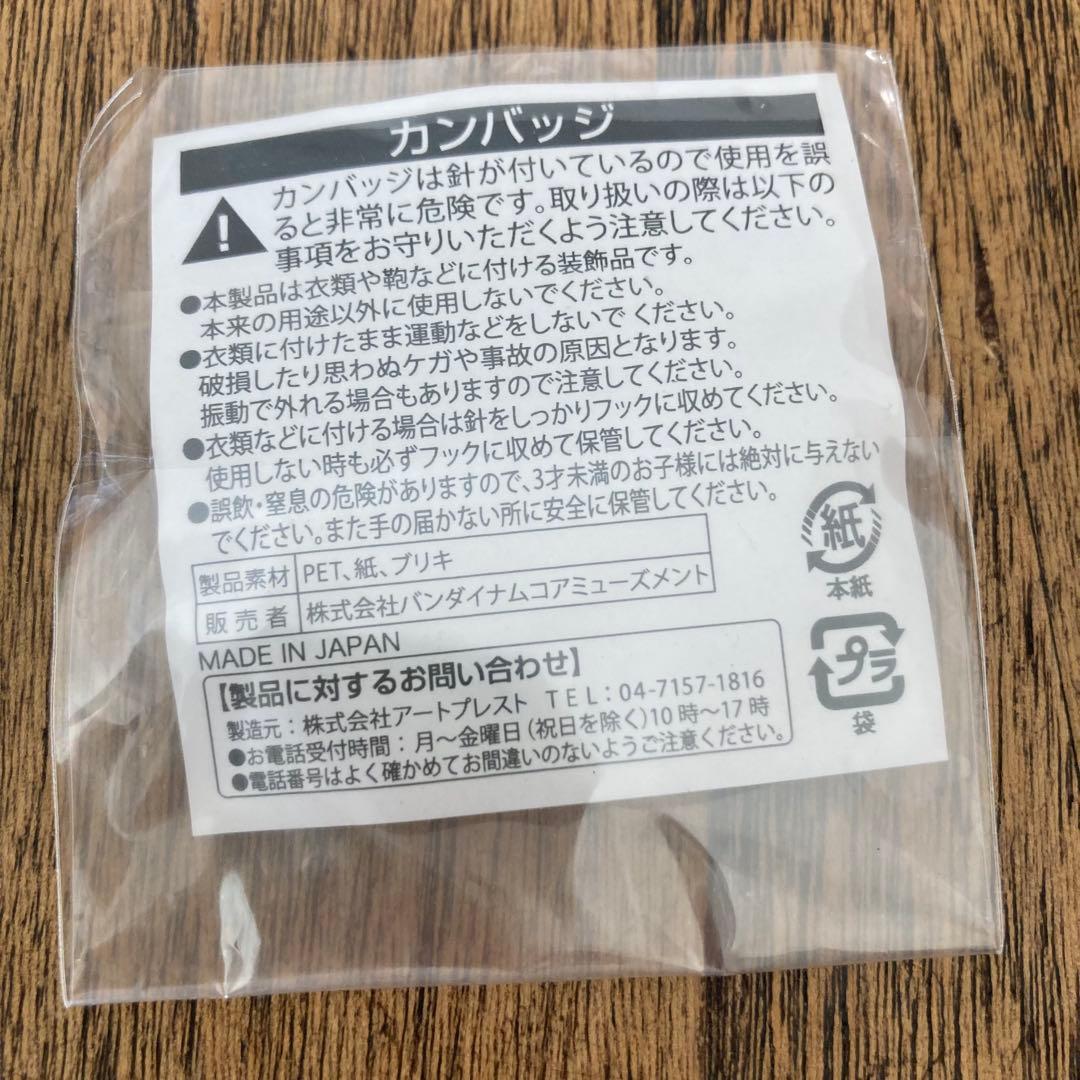 カンバッジ
カンバッジは針が付いているので使用を誤
ると非常に危険です。取り扱いの際は以下の
事項をお守りいただくよう注意してください。
●本製品は衣類や鞄などに付ける装飾品です。
本来の用途以外に使用しないでください。
●衣類に付けたまま運動などをしないで ください。
破損したり思わぬケガや事故の原因となります。
振動で外れる場合もありますので注意してください。
●衣類などに付ける場合は針をしっかりフックに収めてください。
使用しない時も必ずフックに収めて保管してください。
●誤飲・窒息の危険がありますので、3才未満のお子様には絶対に与えない
でください。また手の届かない所に安全に保管してください。
製品素材 PET、紙、ブリキ
販売者 株式会社バンダイナムコアミューズメント
MADE IN JAPAN
【製品に対するお問い合わせ】
製造元：株式会社アートプレスト TEL：04-7157-1816
●お電話受付時間：月～金曜日（祝日を除く）10時～17時
●電話番号はよく確かめてお間違いのないようご注意ください。
紙
本紙
プラ
袋